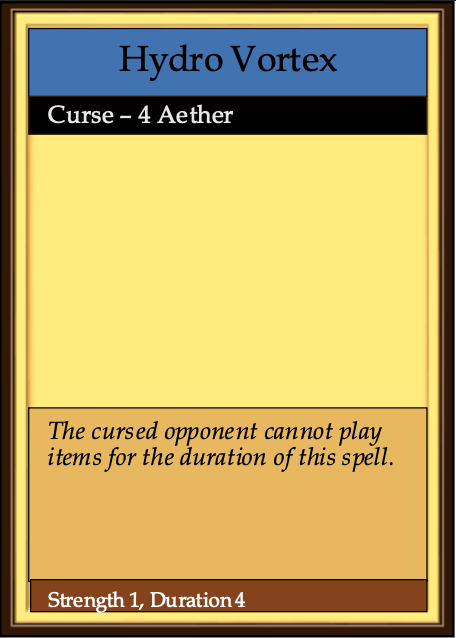 Hydro Vortex
Curse – 4 Aether
The cursed opponent cannot play
items for the duration of this spell.
Strength 1, Duration 4